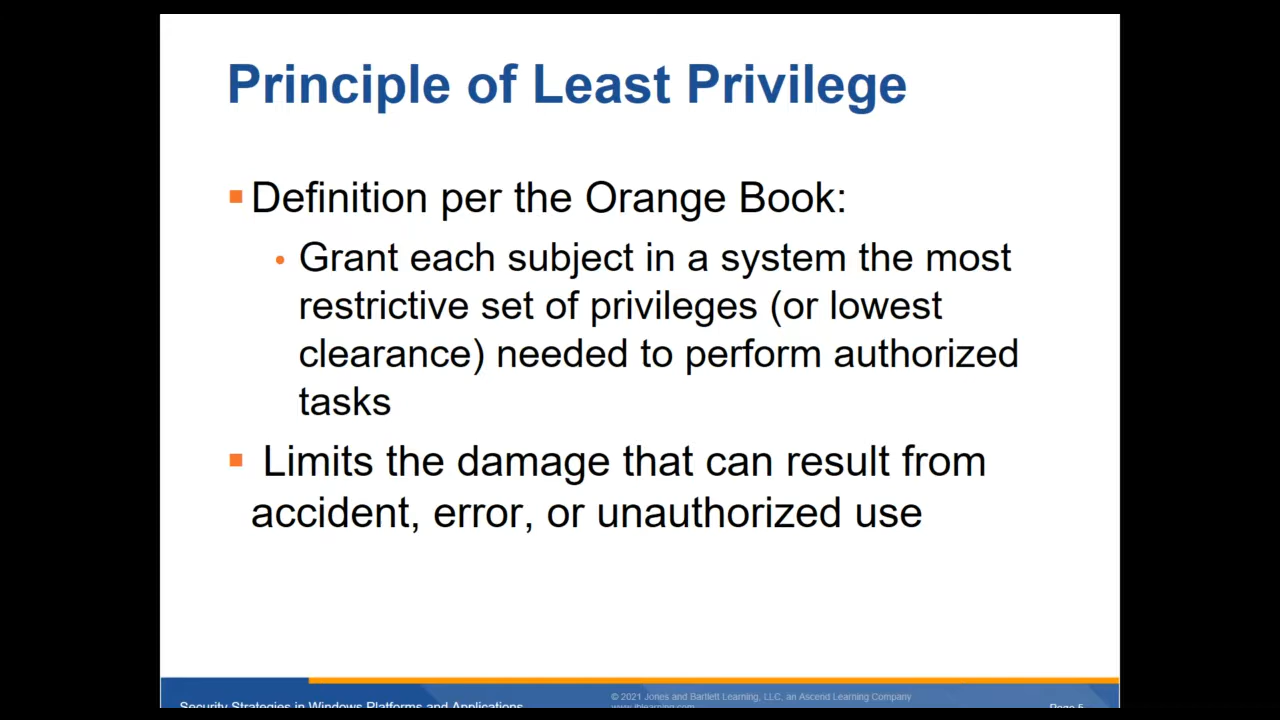 Principle of Least Privilege
Definition per the Orange Book:
Grant each subject in a system the most
restrictive set of privileges (or lowest
clearance) needed to perform authorized
tasks
Limits the damage that can result from
accident, error, or unauthorized use
© 2021 Jones and Bartlett Learning, LLC, an Ascend Learning Company
www.jblearning.com
Security Strategies in Windows Platforms and Applications
Page 5